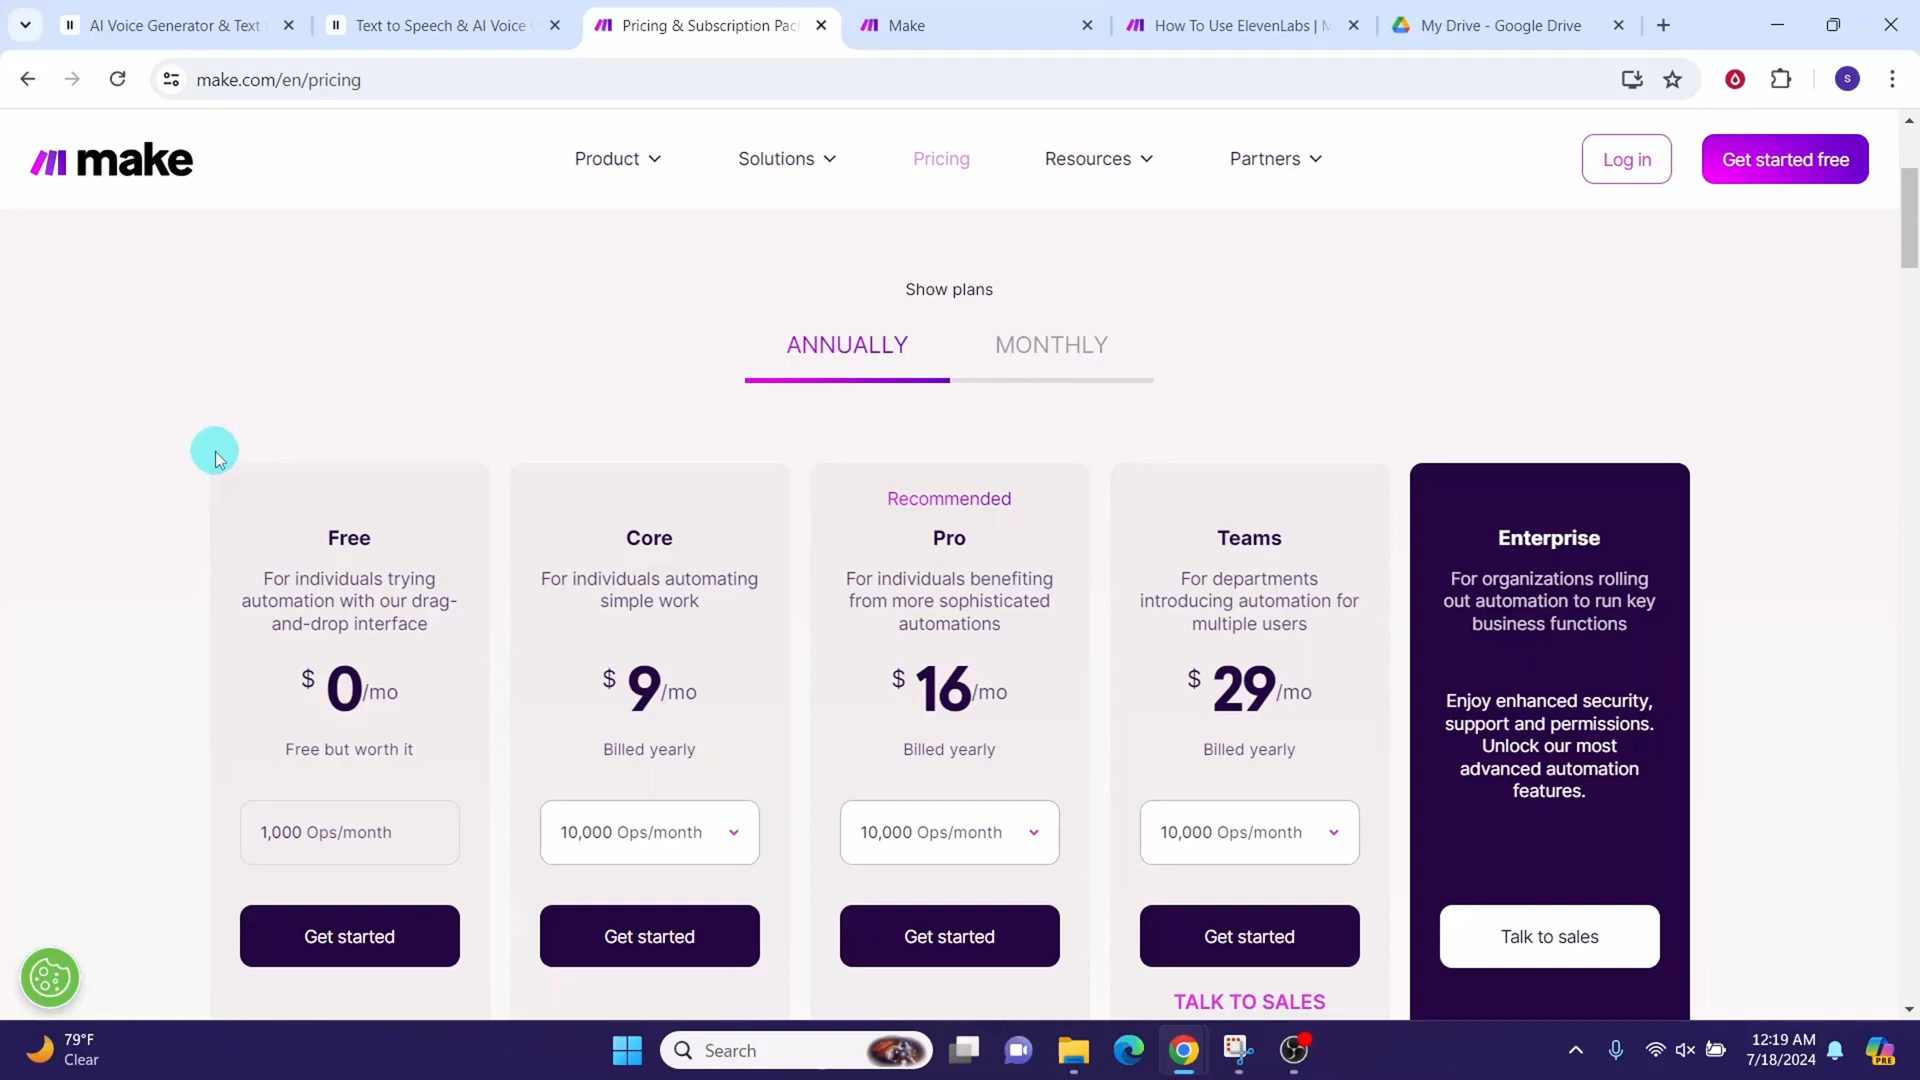 AI Voice Generator & Text
Text to Speech & AI Voice
Pricing & Subscription Pac
Make
How To Use ElevenLabs |
My Drive - Google Drive
make.com/en/pricing
S
make
Product
Solutions
Pricing
Resources
Partners
Log in
Get started free
Show plans
ANNUALLY
MONTHLY
Free
For individuals trying
automation with our drag-
and-drop interface
$ 0/mo
Free but worth it
1,000 Ops/month
Get started
Core
For individuals automating
simple work
$ 9/mo
Billed yearly
10,000 Ops/month
Get started
Recommended
Pro
For individuals benefiting
from more sophisticated
automations
$ 16/mo
Billed yearly
10,000 Ops/month
Get started
Teams
For departments
introducing automation for
multiple users
$ 29/mo
Billed yearly
10,000 Ops/month
Get started
TALK TO SALES
Enterprise
For organizations rolling
out automation to run key
business functions
Enjoy enhanced security,
support and permissions.
Unlock our most
advanced automation
features.
Talk to sales
79°F
Clear
Search
12:19 AM
7/18/2024
PRE